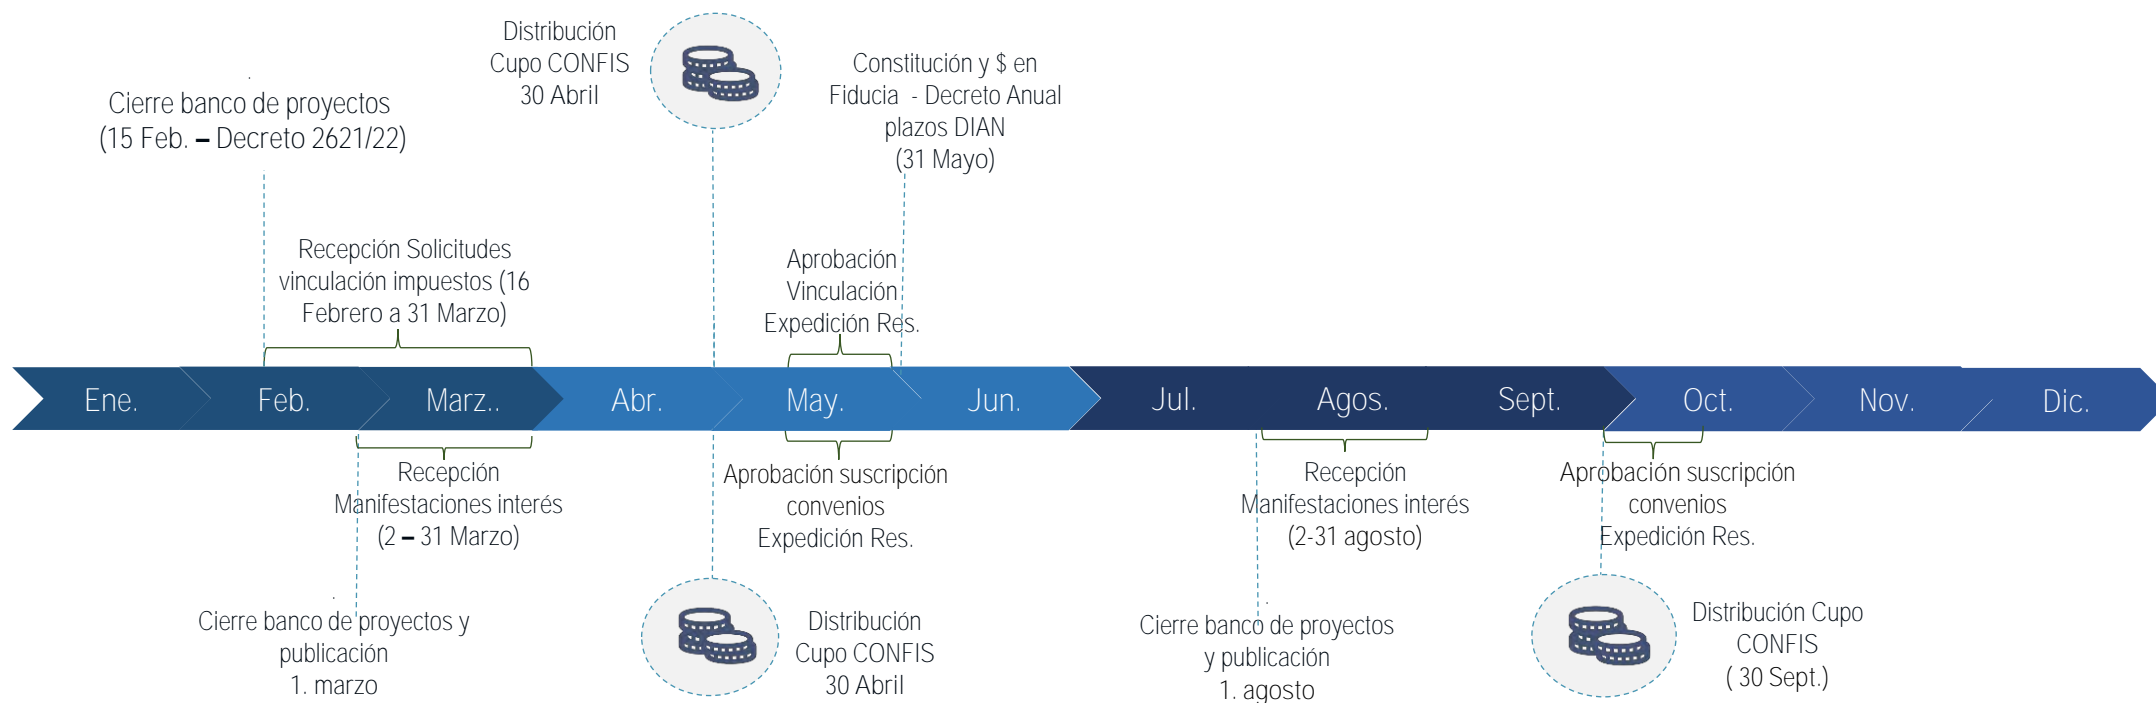 Distribución
Cupo CONFIS
30 Abril
Cierre banco de proyectos
(15 Feb. – Decreto 2621/22)
Constitución y $ en
Fiducia - Decreto Anual
plazos DIAN
(31 Mayo)
Recepción Solicitudes
vinculación impuestos (16
Febrero a 31 Marzo)
Aprobación
Vinculación
Expedición Res.
Ene.
Feb.
Marz..
Abr.
May.
Jun.
Jul.
Agos.
Sept.
Oct.
Nov.
Dic.
Recepción
Manifestaciones interés
(2 – 31 Marzo)
Aprobación suscripción
convenios
Expedición Res.
Recepción
Manifestaciones interés
(2-31 agosto)
Aprobación suscripción
convenios
Expedición Res.
Cierre banco de proyectos y
publicación
1. marzo
Distribución
Cupo CONFIS
30 Abril
Cierre banco de proyectos
y publicación
1. agosto
Distribución Cupo
CONFIS
( 30 Sept.)